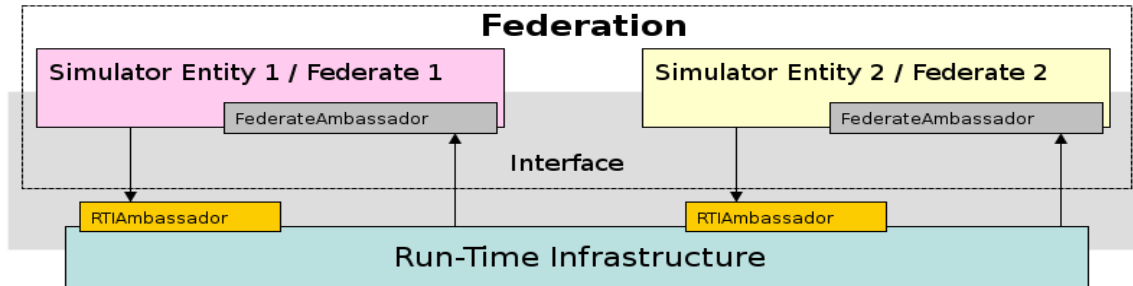 Federation
Simulator Entity 1 / Federate 1
Simulator Entity 2 / Federate 2
FederateAmbassador
FederateAmbassador
Interface
RTIAmbassador
RTIAmbassador
Run-Time Infrastructure